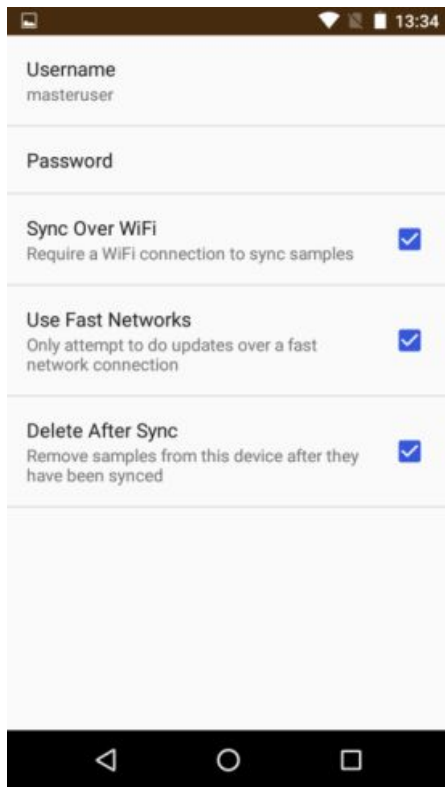 13:34
Username
masteruser
Password
Sync Over WiFi
Require a WiFi connection to sync samples
Use Fast Networks
Only attempt to do updates over a fast
network connection
Delete After Sync
Remove samples from this device after they
have been synced